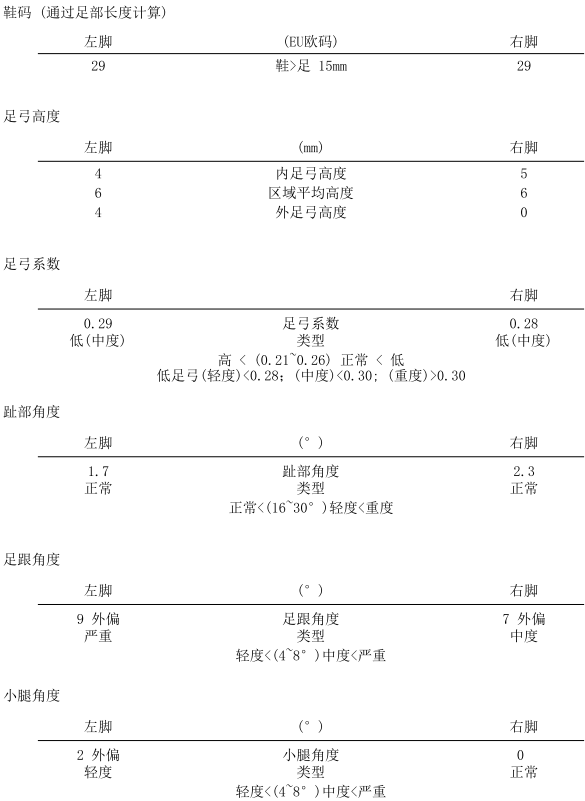 鞋码 (通过足部长度计算)
左脚 (EU欧码) 右脚
29 鞋>足 15mm 29
足弓高度
左脚 (mm) 右脚
4 内足弓高度 5
6 区域平均高度 6
4 外足弓高度 0
足弓系数
左脚 右脚
0.29 足弓系数 0.28
低(中度) 类型 低(中度)
高 < (0.21~0.26) 正常 < 低
低足弓(轻度)<0.28; (中度)<0.30; (重度)>0.30
趾部角度
左脚 (° ) 右脚
1.7 趾部角度 2.3
正常 类型 正常
正常<(16~30° )轻度<重度
足跟角度
左脚 (° ) 右脚
9 外偏 足跟角度 7 外偏
严重 类型 中度
轻度<(4~8° )中度<严重
小腿角度
左脚 (° ) 右脚
2 外偏 小腿角度 0
轻度 类型 正常
轻度<(4~8° )中度<严重